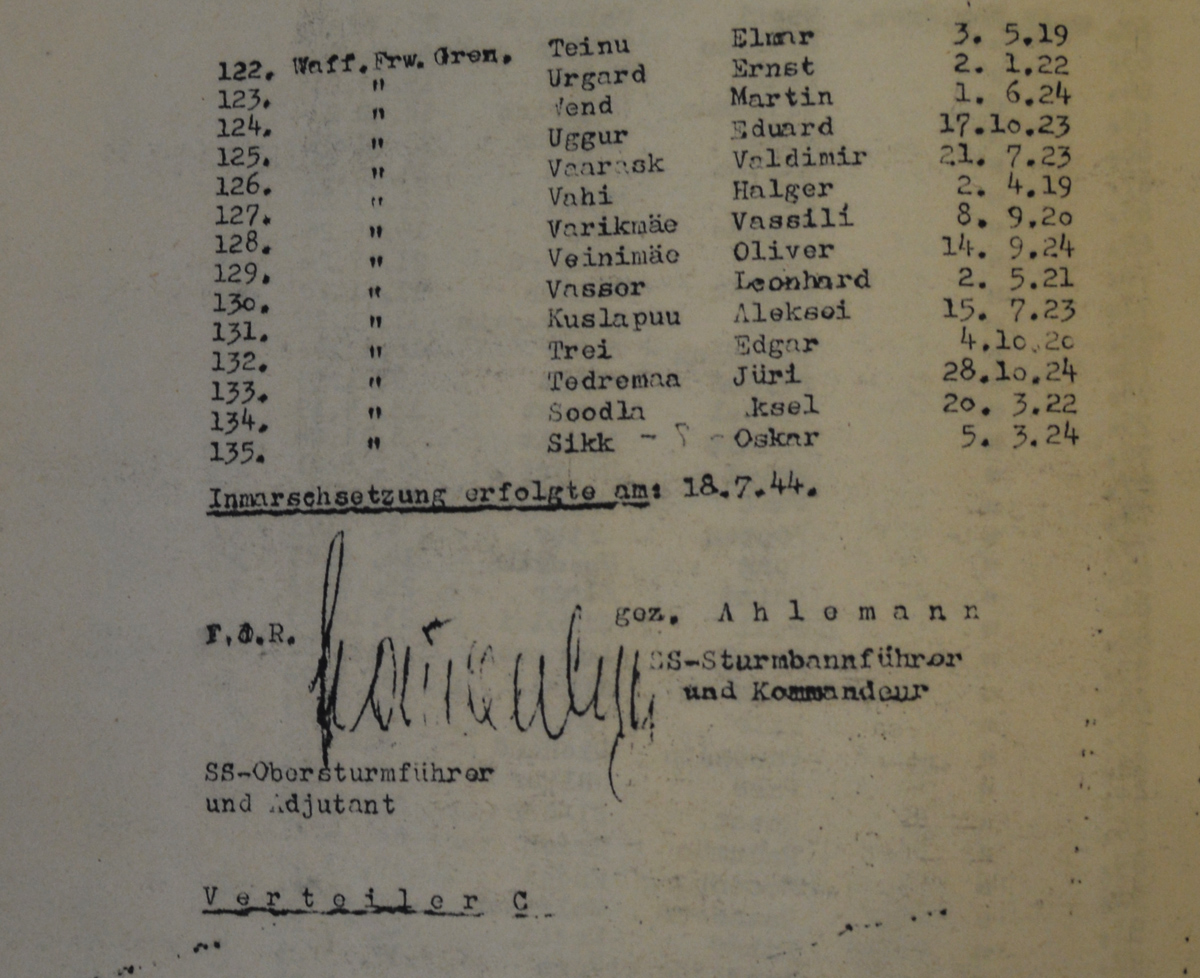 122. Waff.Frw.Gren. Teinu Elmar 3. 5.19
123. " Urgard Ernst 2. 1.22
124. " Vend Martin 1. 6.24
125. " Uggur Eduard 17.10.23
126. " Vaarask Valdimir 21. 7.23
127. " Vahi Halger 2. 4.19
128. " Varikmäe Vassili 8. 9.20
129. " Veinimäe Oliver 14. 9.24
130. " Vassor Leonhard 2. 5.21
131. " Kuslapuu Aleksei 15. 7.23
132. " Trei Edgar 4.10.20
133. " Tedremaa Jüri 28.10.24
134. " Soodla Aksel 20. 3.22
135. " Sikk - ? - Oskar 5. 3.24
Inmarschsetzung erfolgte am: 18.7.44.
gez. Ahlemann
F.d.R.
SS-Sturmbannführer
und Kommandeur
SS-Obersturmführer
und Adjutant
Verteiler C